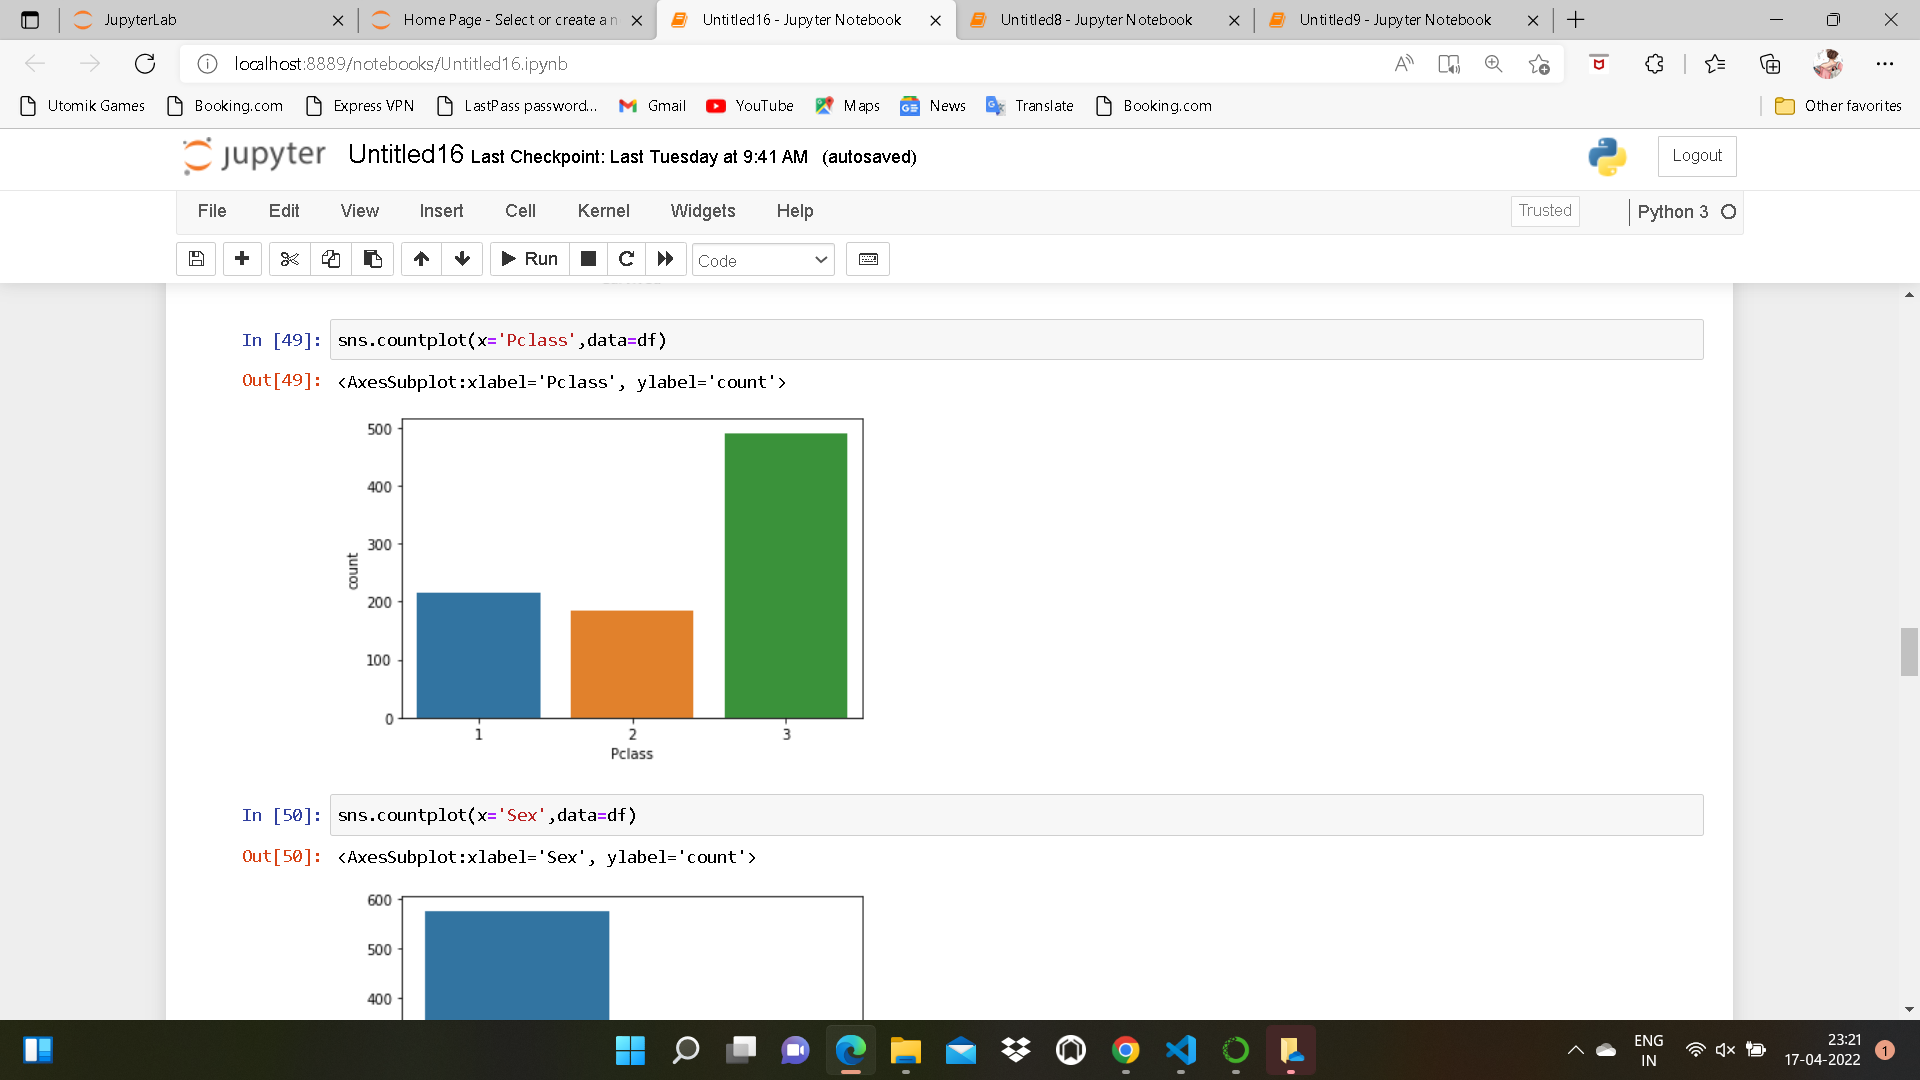 JupyterLab
Home Page - Select or create a n
Untitled16 - Jupyter Notebook
Untitled8 - Jupyter Notebook
Untitled9 - Jupyter Notebook
localhost:8889/notebooks/Untitled16.ipynb
Utomik Games
Booking.com
Express VPN
LastPass password...
Gmail
YouTube
Maps
News
Translate
Booking.com
Other favorites
jupyter
Untitled16 Last Checkpoint: Last Tuesday at 9:41 AM (autosaved)
Logout
File
Edit
View
Insert
Cell
Kernel
Widgets
Help
Trusted
Python 3
Run
Code
In [49]: sns.countplot(x='Pclass',data=df)
Out[49]: <AxesSubplot:xlabel='Pclass', ylabel='count'>
500
400
300
200
100
0
count
1
2
3
Pclass
In [50]: sns.countplot(x='Sex',data=df)
Out[50]: <AxesSubplot:xlabel='Sex', ylabel='count'>
600
500
400
ENG
IN
23:21
17-04-2022
1